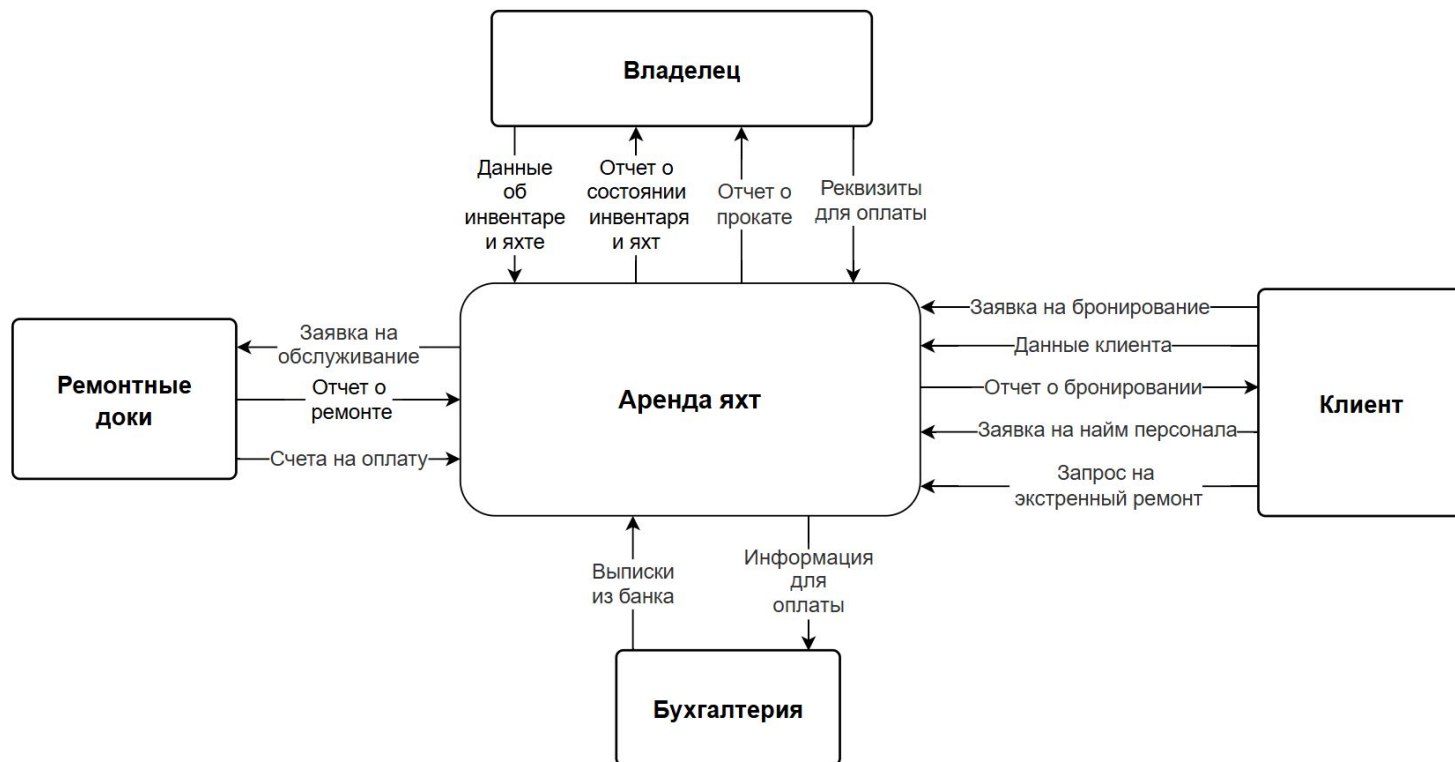 Владелец
Данные
об
инвентаре
и яхте
Отчет о
состоянии
инвентаря
и яхт
Отчет о
прокате
Реквизиты
для оплаты
Ремонтные
доки
Заявка на
обслуживание
Отчет о
ремонте
Счета на оплату
Аренда яхт
Заявка на бронирование
Данные клиента
Отчет о бронировании
Заявка на найм персонала
Запрос на
экстренный ремонт
Клиент
Выписки
из банка
Информация
для
оплаты
Бухгалтерия